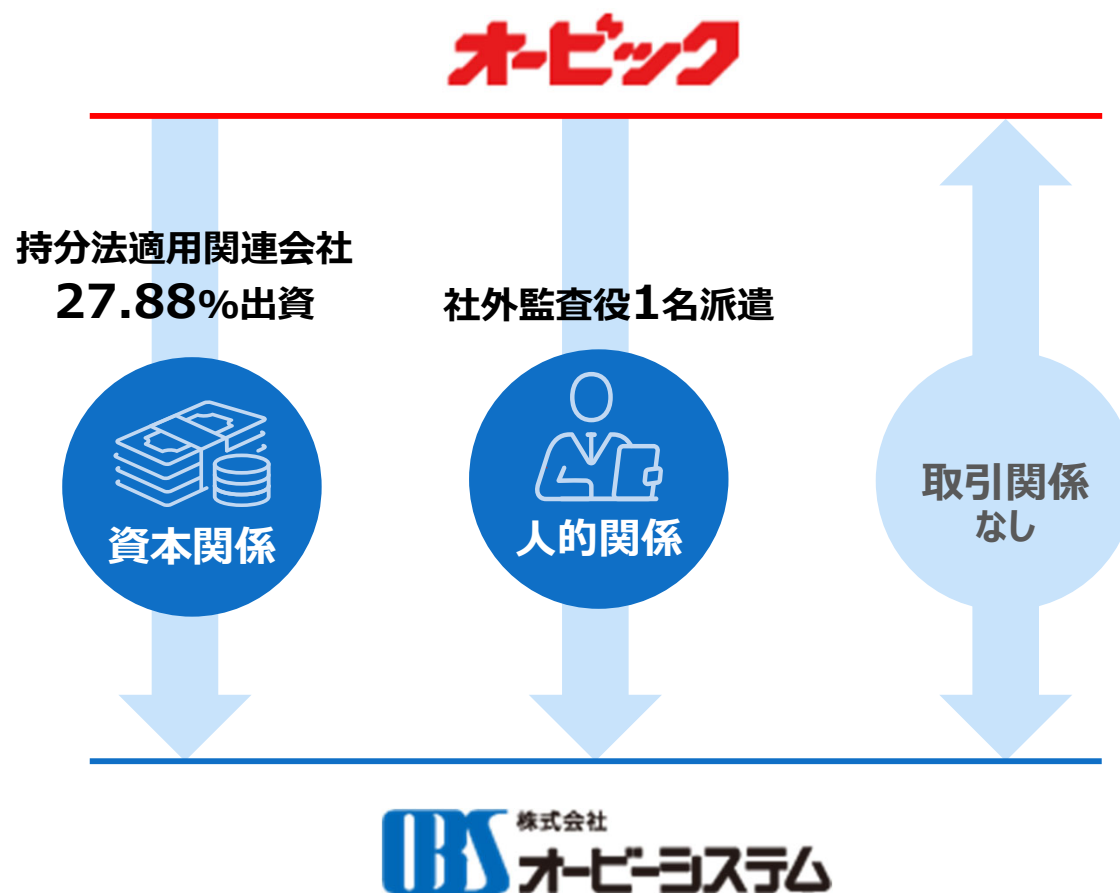 オービック
持分法適用関連会社
27.88%出資
社外監査役1名派遣
資本関係
人的関係
取引関係
なし
OBS 株式会社
オービーシステム